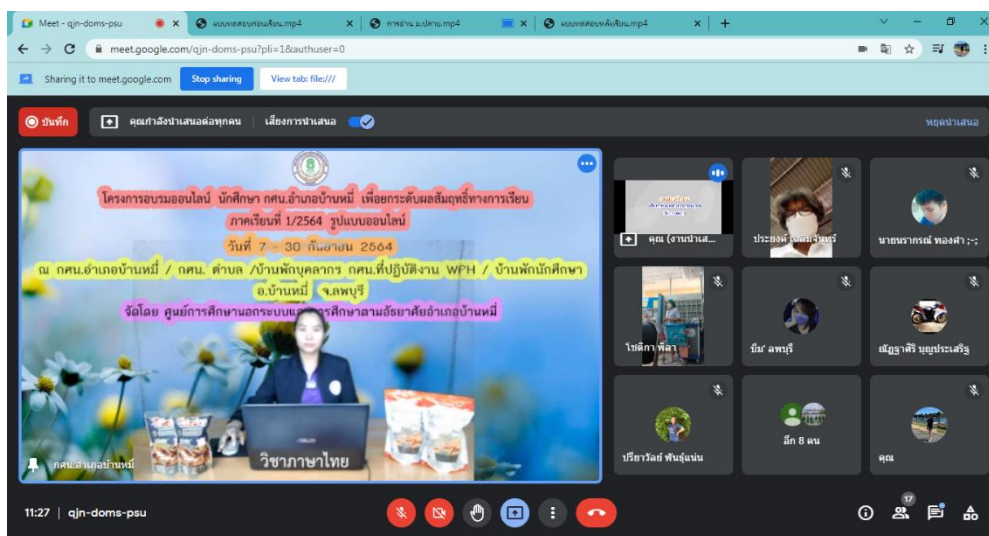 Meet - qjn-doms-psu
แบบทดสอบก่อนเรียน.mp4
การอ่าน ม.ปลาย.mp4
แบบทดสอบหลังเรียน.mp4
meet.google.com/qjn-doms-psu?pli=1&authuser=0
Sharing it to meet.google.com
Stop sharing
View tab: file:///
บันทึก
คุณกำลังนำเสนอต่อทุกคน
เสียงการนำเสนอ
หยุดนำเสนอ
โครงการอบรมออนไลน์ นักศึกษา กศน.อำเภอบ้านหมี่ เพื่อยกระดับผลสัมฤทธิ์ทางการเรียน
ภาคเรียนที่ 1/2564 รูปแบบออนไลน์
วันที่ 7 - 30 กันยายน 2564
ณ กศน.อำเภอบ้านหมี่ / กศน. ตำบล /บ้านพักบุคลากร กศน.ที่ปฏิบัติงาน WFH / บ้านพักนักศึกษา
อ.บ้านหมี่ จ.ลพบุรี
จัดโดย ศูนย์การศึกษานอกระบบและการศึกษาตามอัธยาศัยอำเภอบ้านหมี่
วิชาภาษาไทย
กศน.อำเภอบ้านหมี่
คุณ (งานนำเส...
ประยงค์ เฉลิมจันทร์
นายนรากรณ์ ทองศำ ;-;
โชติกา พิลา
บีม' ลพบุรี
ณัฏฐาศิริ บุญประเสริฐ
ปรียาวัลย์ พันธุ์แน่น
อีก 8 คน
คุณ
11:27 | qjn-doms-psu
17